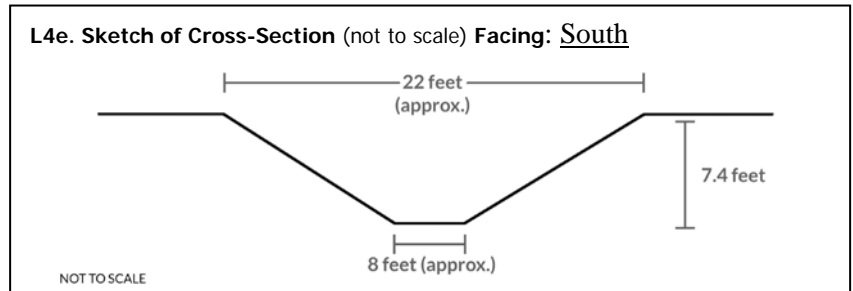 L4e. Sketch of Cross-Section (not to scale) Facing: South
22 feet
(approx.)
7.4 feet
8 feet (approx.)
NOT TO SCALE